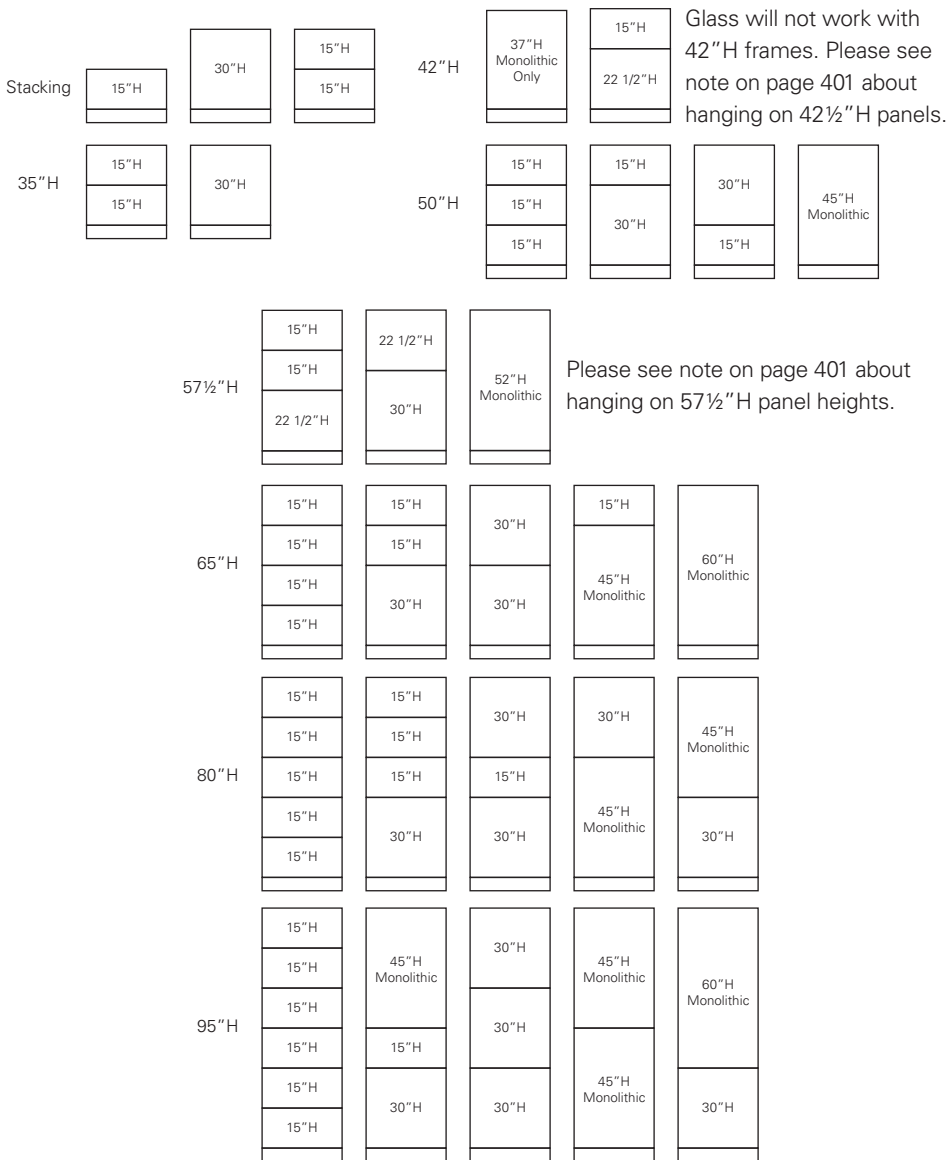 Stacking
15"H
30"H
15"H
15"H
42"H
37"H
Monolithic
Only
15"H
22 1/2"H
Glass will not work with
42"H frames. Please see
note on page 401 about
hanging on 42½"H panels.
35"H
15"H
15"H
30"H
50"H
15"H
15"H
15"H
15"H
30"H
30"H
15"H
45"H
Monolithic
57½"H
15"H
15"H
22 1/2"H
22 1/2"H
30"H
52"H
Monolithic
Please see note on page 401 about
hanging on 57½"H panel heights.
65"H
15"H
15"H
15"H
15"H
15"H
15"H
30"H
30"H
30"H
15"H
45"H
Monolithic
60"H
Monolithic
80"H
15"H
15"H
15"H
15"H
15"H
15"H
15"H
15"H
30"H
30"H
15"H
30"H
30"H
45"H
Monolithic
45"H
Monolithic
30"H
95"H
15"H
15"H
15"H
15"H
15"H
15"H
45"H
Monolithic
15"H
30"H
30"H
30"H
30"H
45"H
Monolithic
45"H
Monolithic
60"H
Monolithic
30"H